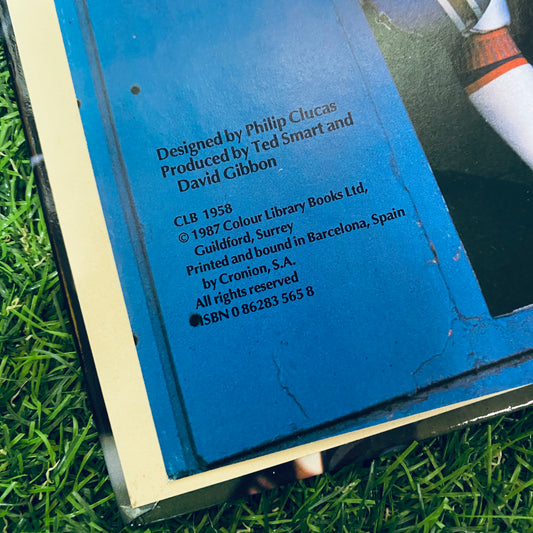 Designed by Philip Clucas
Produced by Ted Smart and
David Gibbon
CLB 1958
© 1987 Colour Library Books Ltd,
Guildford, Surrey
Printed and bound in Barcelona, Spain
by Cronion, S.A.
All rights reserved
ISBN 0 86283 565 8